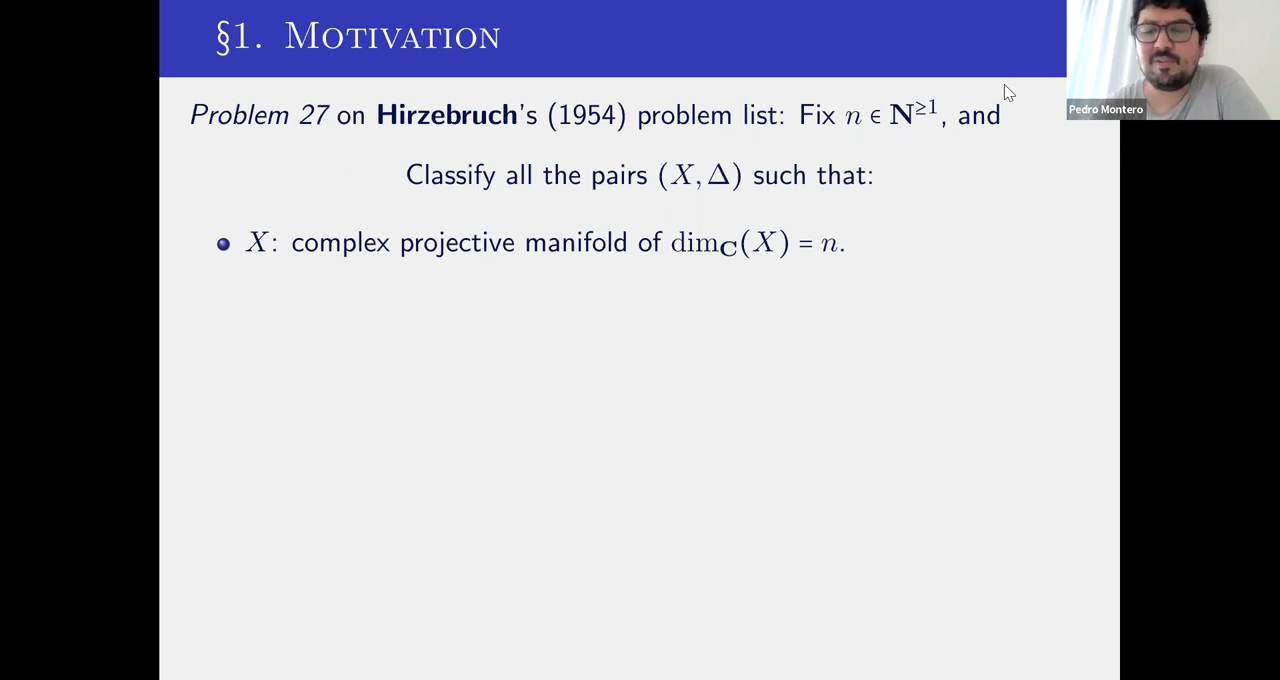 §1. Motivation
Pedro Montero
Problem 27 on Hirzebruch's (1954) problem list: Fix n ∈ N≥1, and
Classify all the pairs (X, Δ) such that:
X: complex projective manifold of dimC(X) = n.